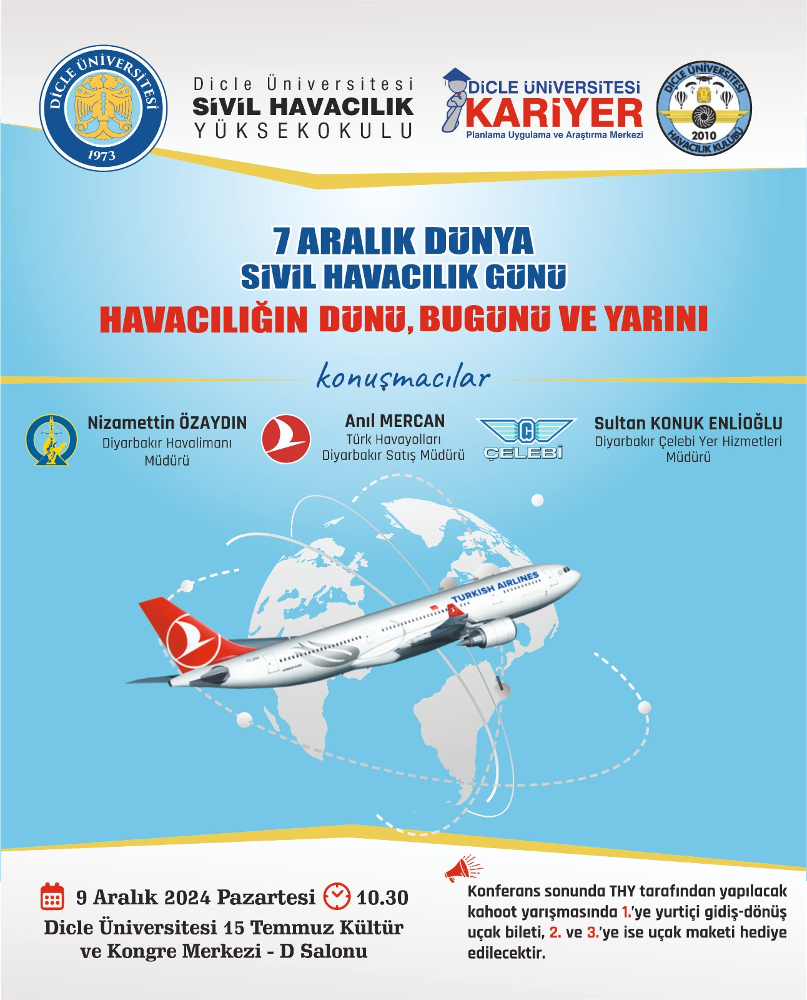 DİCLE ÜNİVERSİTESİ
1973
Dicle Üniversitesi
SİVİL HAVACILIK
YÜKSEKOKULU
DİCLE ÜNİVERSİTESİ
KARİYER
Planlama Uygulama ve Araştırma Merkezi
DİCLE ÜNİVERSİTESİ
2010
HAVACILIK KULÜBÜ
7 ARALIK DÜNYA
SİVİL HAVACILIK GÜNÜ
HAVACILIĞIN DÜNÜ, BUGÜNÜ VE YARINI
konuşmacılar
Nizamettin ÖZAYDIN
Diyarbakır Havalimanı
Müdürü
Anıl MERCAN
Türk Havayolları
Diyarbakır Satış Müdürü
ÇELEBİ
Sultan KONUK ENLİOĞLU
Diyarbakır Çelebi Yer Hizmetleri
Müdürü
TURKISH AIRLINES
TC-JNA
9 Aralık 2024 Pazartesi 10.30
Dicle Üniversitesi 15 Temmuz Kültür
ve Kongre Merkezi - D Salonu
Konferans sonunda THY tarafından yapılacak
kahoot yarışmasında 1.'ye yurtiçi gidiş-dönüş
uçak bileti, 2. ve 3.'ye ise uçak maketi hediye
edilecektir.